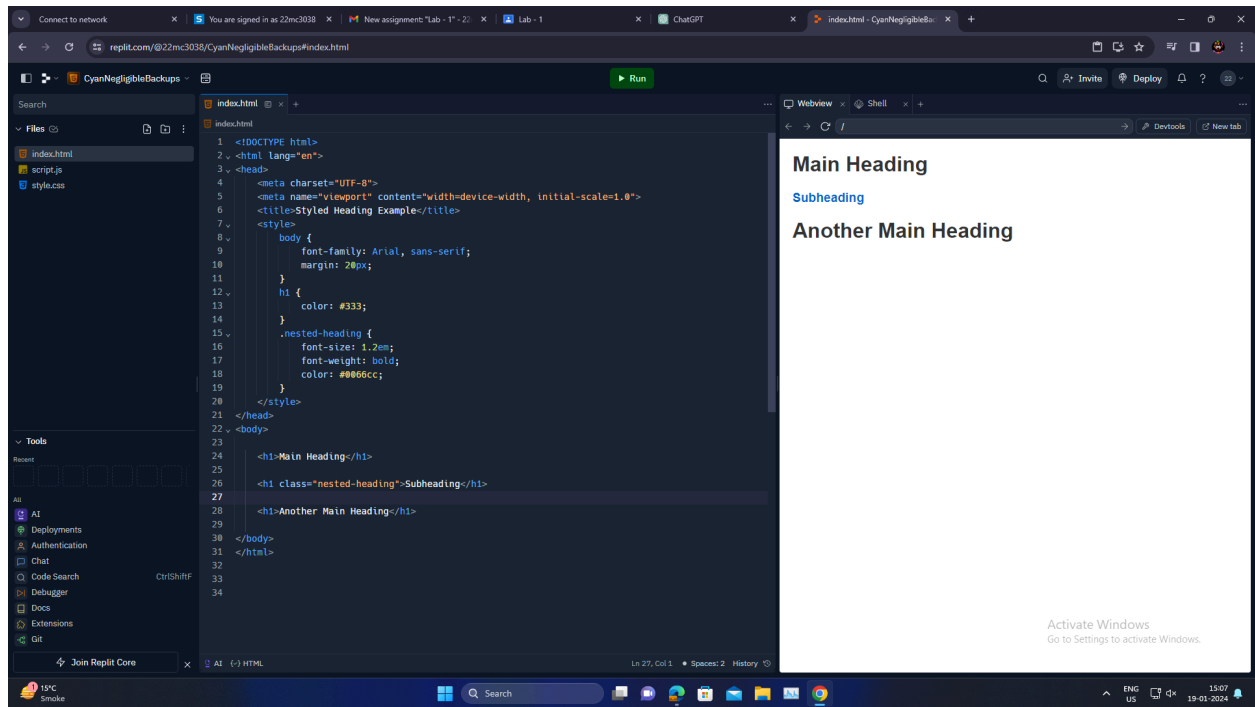 Connect to network
You are signed in as 22mc3038
New assignment: "Lab - 1" - 22
Lab - 1
ChatGPT
index.html - CyanNegligibleBac
replit.com/@22mc3038/CyanNegligibleBackups#index.html
CyanNegligibleBackups
Run
Invite
Deploy
?
22
Search
Files
index.html
script.js
style.css
Tools
Recent
All
AI
Deployments
Authentication
Chat
Code Search CtrlShiftF
Debugger
Docs
Extensions
Git
Join Replit Core
index.html
index.html
1 <!DOCTYPE html>
2 <html lang="en">
3 <head>
4 <meta charset="UTF-8">
5 <meta name="viewport" content="width=device-width, initial-scale=1.0">
6 <title>Styled Heading Example</title>
7 <style>
8 body {
9 font-family: Arial, sans-serif;
10 margin: 20px;
11 }
12 h1 {
13 color: #333;
14 }
15 .nested-heading {
16 font-size: 1.2em;
17 font-weight: bold;
18 color: #0066cc;
19 }
20 </style>
21 </head>
22 <body>
23
24 <h1>Main Heading</h1>
25
26 <h1 class="nested-heading">Subheading</h1>
27
28 <h1>Another Main Heading</h1>
29
30 </body>
31 </html>
32
33
34
AI {-} HTML
Ln 27, Col 1 • Spaces: 2 History
Webview
Shell
/
Devtools
New tab
Main Heading
Subheading
Another Main Heading
Activate Windows
Go to Settings to activate Windows.
1
15°C
Smoke
Search
ENG
US
15:07
19-01-2024